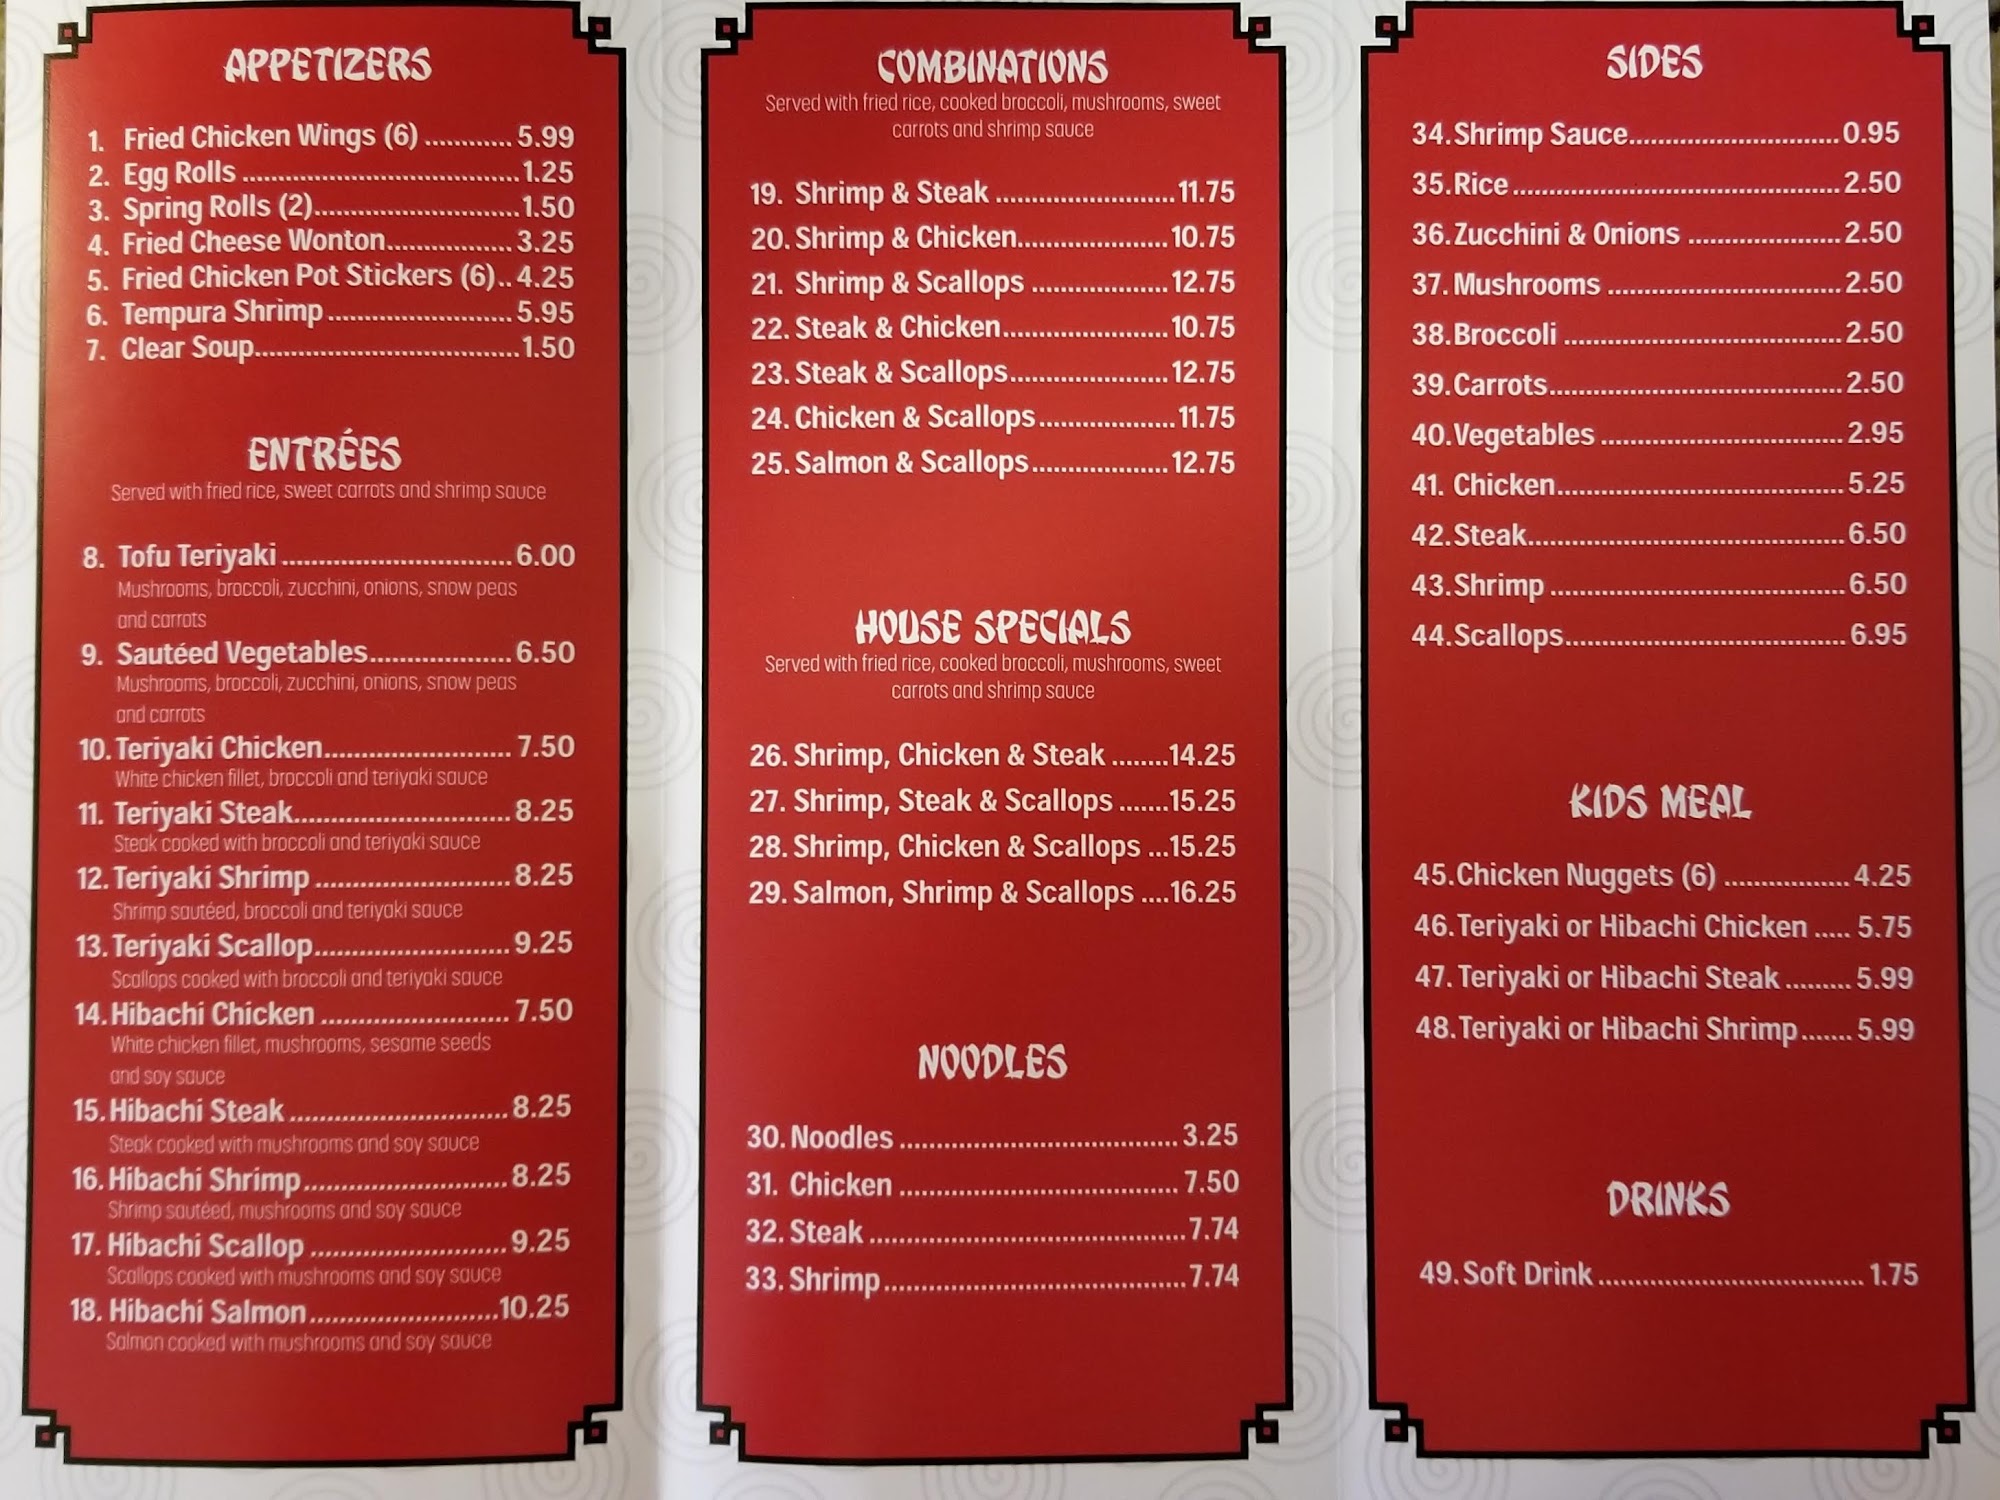 APPETIZERS
1. Fried Chicken Wings (6) ............ 5.99
2. Egg Rolls ..................................... 1.25
3. Spring Rolls (2)............................ 1.50
4. Fried Cheese Wonton................. 3.25
5. Fried Chicken Pot Stickers (6).. 4.25
6. Tempura Shrimp ......................... 5.95
7. Clear Soup.................................... 1.50
ENTRÉES
Served with fried rice, sweet carrots and shrimp sauce
8. Tofu Teriyaki ............................... 6.00
Mushrooms, broccoli, zucchini, onions, snow peas
and carrots
9. Sautéed Vegetables................... 6.50
Mushrooms, broccoli, zucchini, onions, snow peas
and carrots
10. Teriyaki Chicken......................... 7.50
White chicken fillet, broccoli and teriyaki sauce
11. Teriyaki Steak............................. 8.25
Steak cooked with broccoli and teriyaki sauce
12. Teriyaki Shrimp .......................... 8.25
Shrimp sautéed, broccoli and teriyaki sauce
13. Teriyaki Scallop.......................... 9.25
Scallops cooked with broccoli and teriyaki sauce
14. Hibachi Chicken ......................... 7.50
White chicken fillet, mushrooms, sesame seeds
and soy sauce
15. Hibachi Steak ............................. 8.25
Steak cooked with mushrooms and soy sauce
16. Hibachi Shrimp........................... 8.25
Shrimp sautéed, mushrooms and soy sauce
17. Hibachi Scallop .......................... 9.25
Scallops cooked with mushrooms and soy sauce
18. Hibachi Salmon......................... 10.25
Salmon cooked with mushrooms and soy sauce
COMBINATIONS
Served with fried rice, cooked broccoli, mushrooms, sweet
carrots and shrimp sauce
19. Shrimp & Steak ........................ 11.75
20. Shrimp & Chicken.................... 10.75
21. Shrimp & Scallops .................. 12.75
22. Steak & Chicken...................... 10.75
23. Steak & Scallops..................... 12.75
24. Chicken & Scallops.................. 11.75
25. Salmon & Scallops.................. 12.75
HOUSE SPECIALS
Served with fried rice, cooked broccoli, mushrooms, sweet
carrots and shrimp sauce
26. Shrimp, Chicken & Steak ........14.25
27. Shrimp, Steak & Scallops .......15.25
28. Shrimp, Chicken & Scallops ...15.25
29. Salmon, Shrimp & Scallops ....16.25
NOODLES
30. Noodles ..................................... 3.25
31. Chicken ..................................... 7.50
32. Steak .......................................... 7.74
33. Shrimp........................................ 7.74
SIDES
34. Shrimp Sauce............................ 0.95
35. Rice ............................................ 2.50
36. Zucchini & Onions .................... 2.50
37. Mushrooms ............................... 2.50
38. Broccoli ..................................... 2.50
39. Carrots....................................... 2.50
40. Vegetables ................................ 2.95
41. Chicken...................................... 5.25
42. Steak.......................................... 6.50
43. Shrimp ....................................... 6.50
44. Scallops..................................... 6.95
KIDS MEAL
45. Chicken Nuggets (6) ................. 4.25
46. Teriyaki or Hibachi Chicken ..... 5.75
47. Teriyaki or Hibachi Steak ......... 5.99
48. Teriyaki or Hibachi Shrimp....... 5.99
DRINKS
49. Soft Drink ................................... 1.75